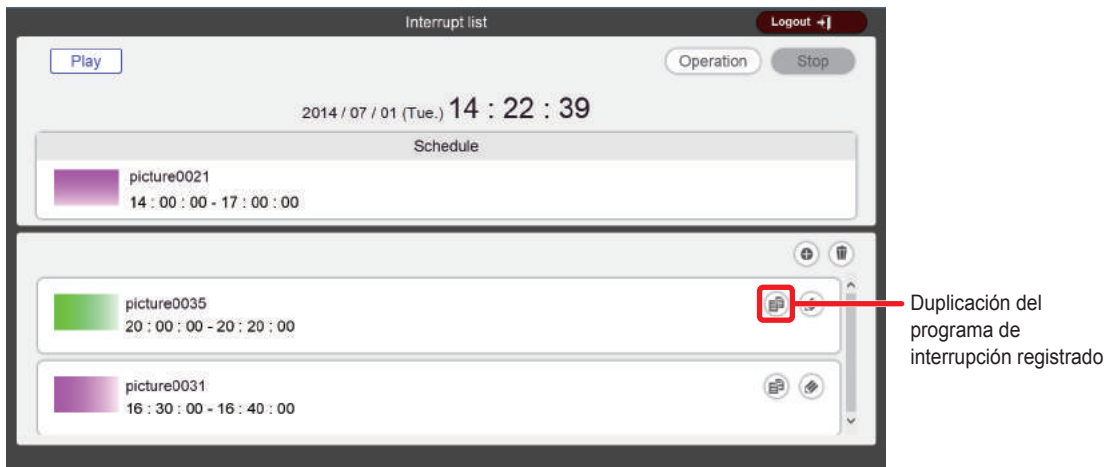 Interrupt list
Logout
Play
Operation
Stop
2014 / 07 / 01 (Tue.) 14 : 22 : 39
Schedule
picture0021
14 : 00 : 00 - 17 : 00 : 00
picture0035
20 : 00 : 00 - 20 : 20 : 00
Duplicación del
programa de
interrupción registrado
picture0031
16 : 30 : 00 - 16 : 40 : 00